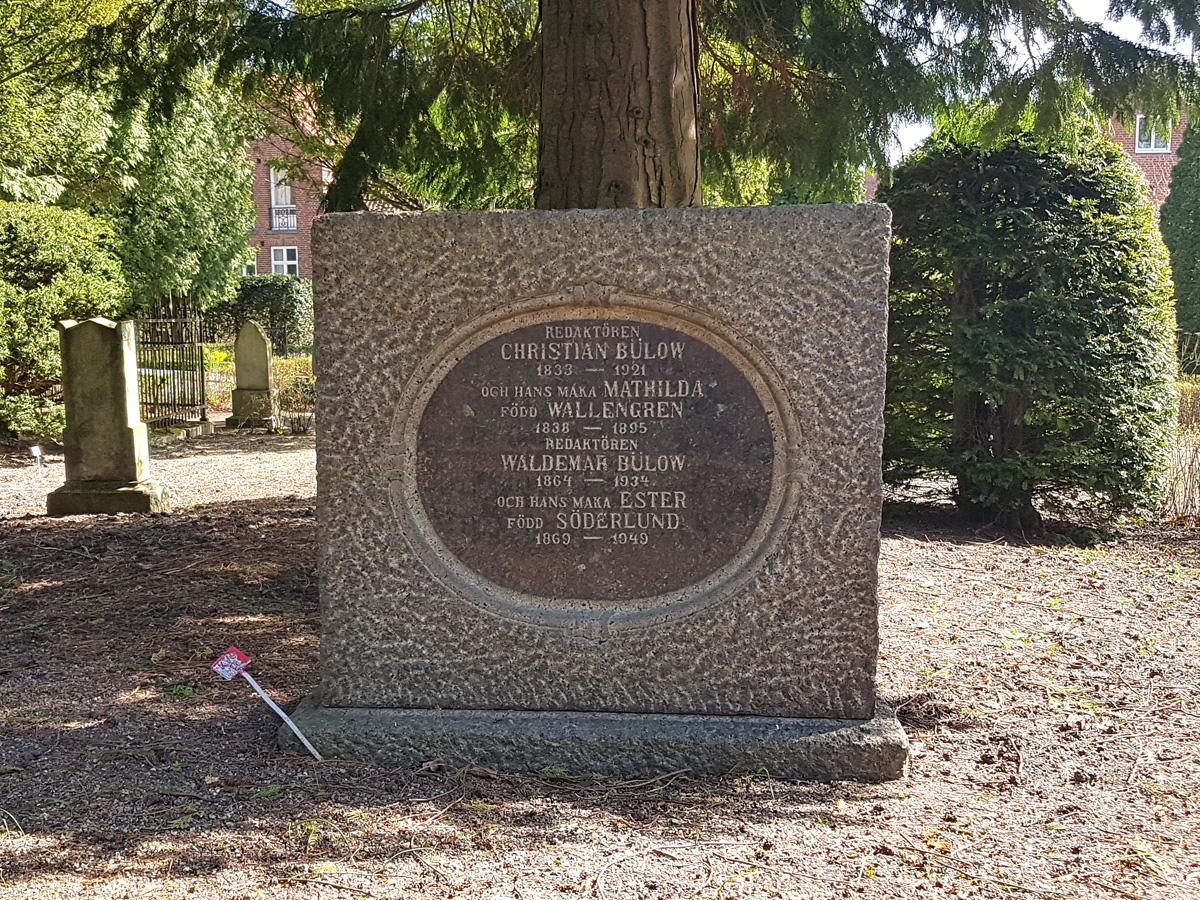 REDAKTÖREN
CHRISTIAN BÜLOW
1833 — 1921
OCH HANS MAKA MATHILDA
FÖDD WALLENGREN
1838 — 1895
REDAKTÖREN
WALDEMAR BÜLOW
1864 — 1934
OCH HANS MAKA ESTER
FÖDD SÖDERLUND
1869 — 1949